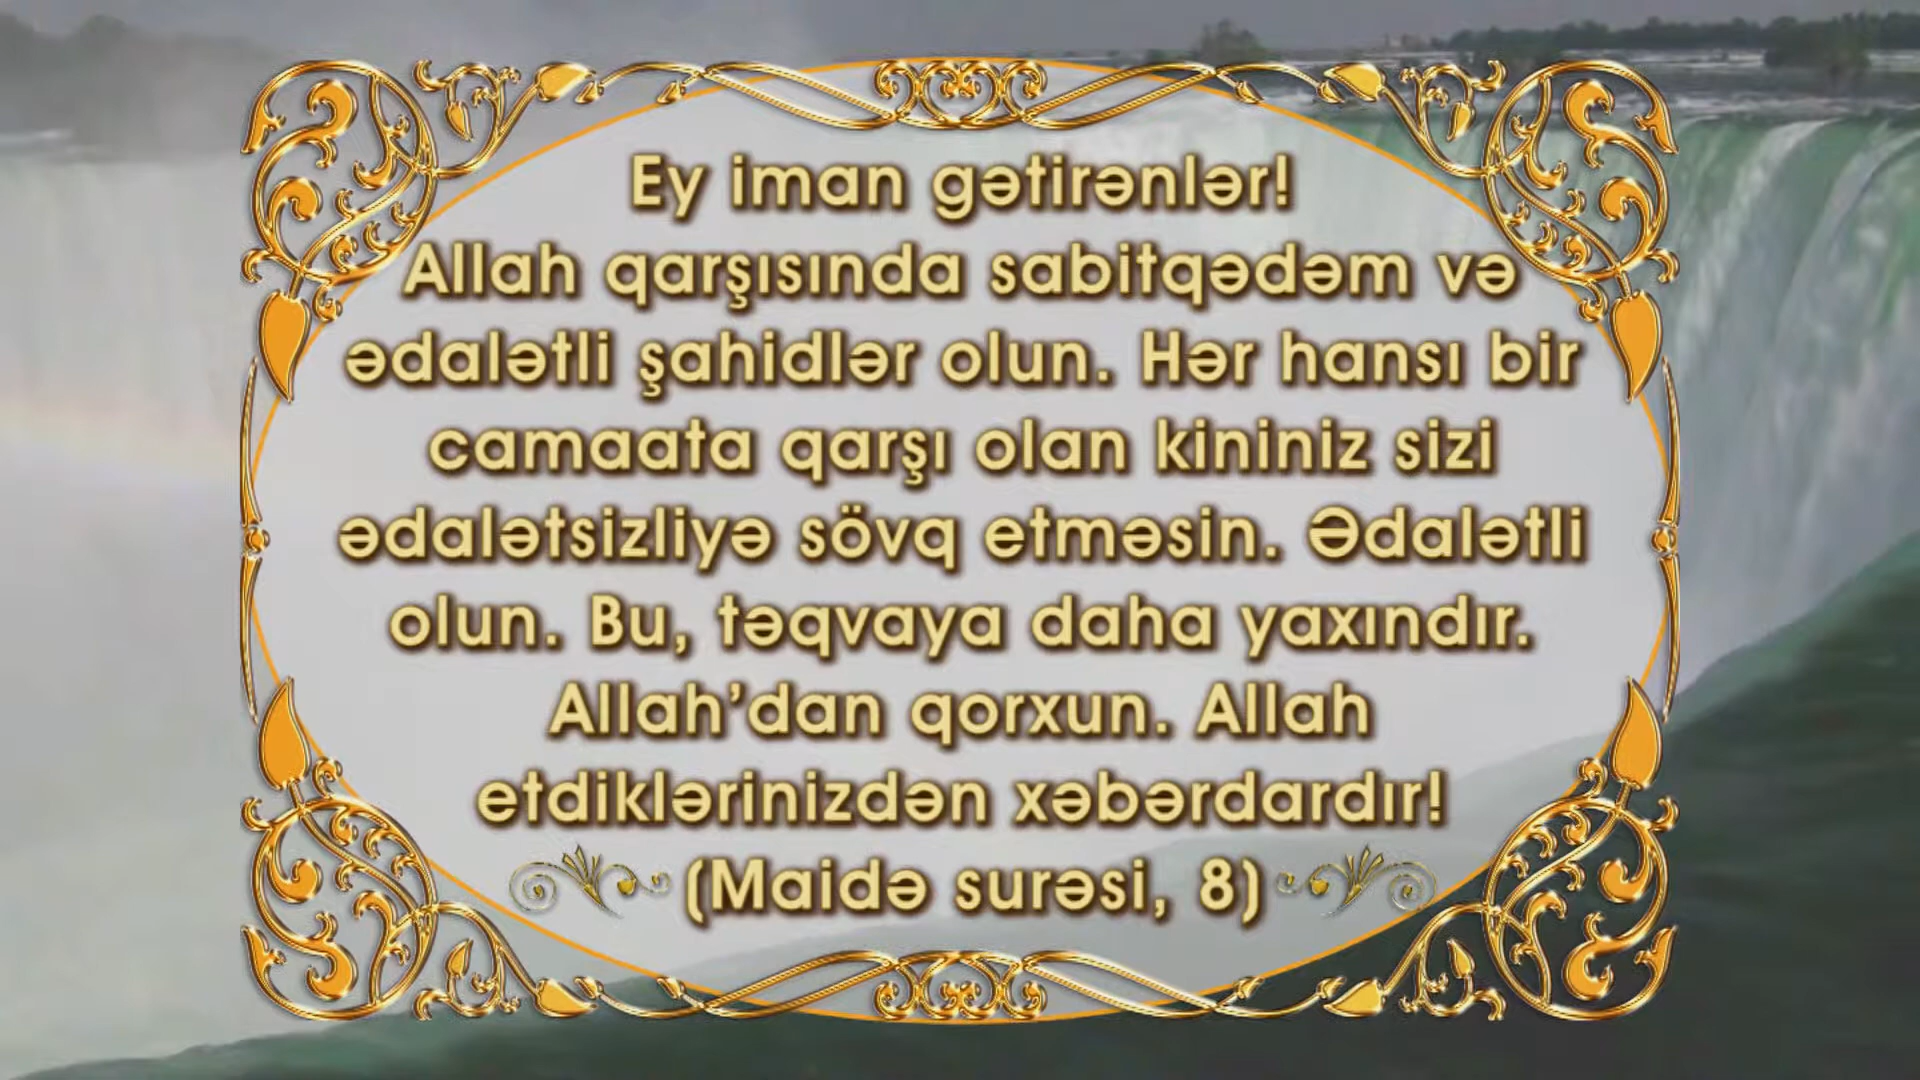 Ey iman gətirənlər!
Allah qarşısında sabitqədəm və
ədalətli şahidlər olun. Hər hansı bir
camaata qarşı olan kininiz sizi
ədalətsizliyə sövq etməsin. Ədalətli
olun. Bu, təqvaya daha yaxındır.
Allah’dan qorxun. Allah
etdiklərinizdən xəbərdardır!
(Maidə surəsi, 8)